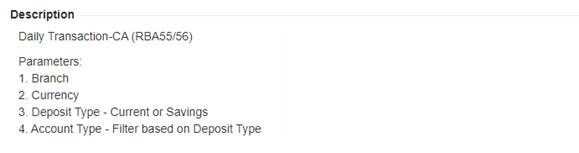 Description
Daily Transaction-CA (RBA55/56)
Parameters:
1. Branch
2. Currency
3. Deposit Type - Current or Savings
4. Account Type - Filter based on Deposit Type